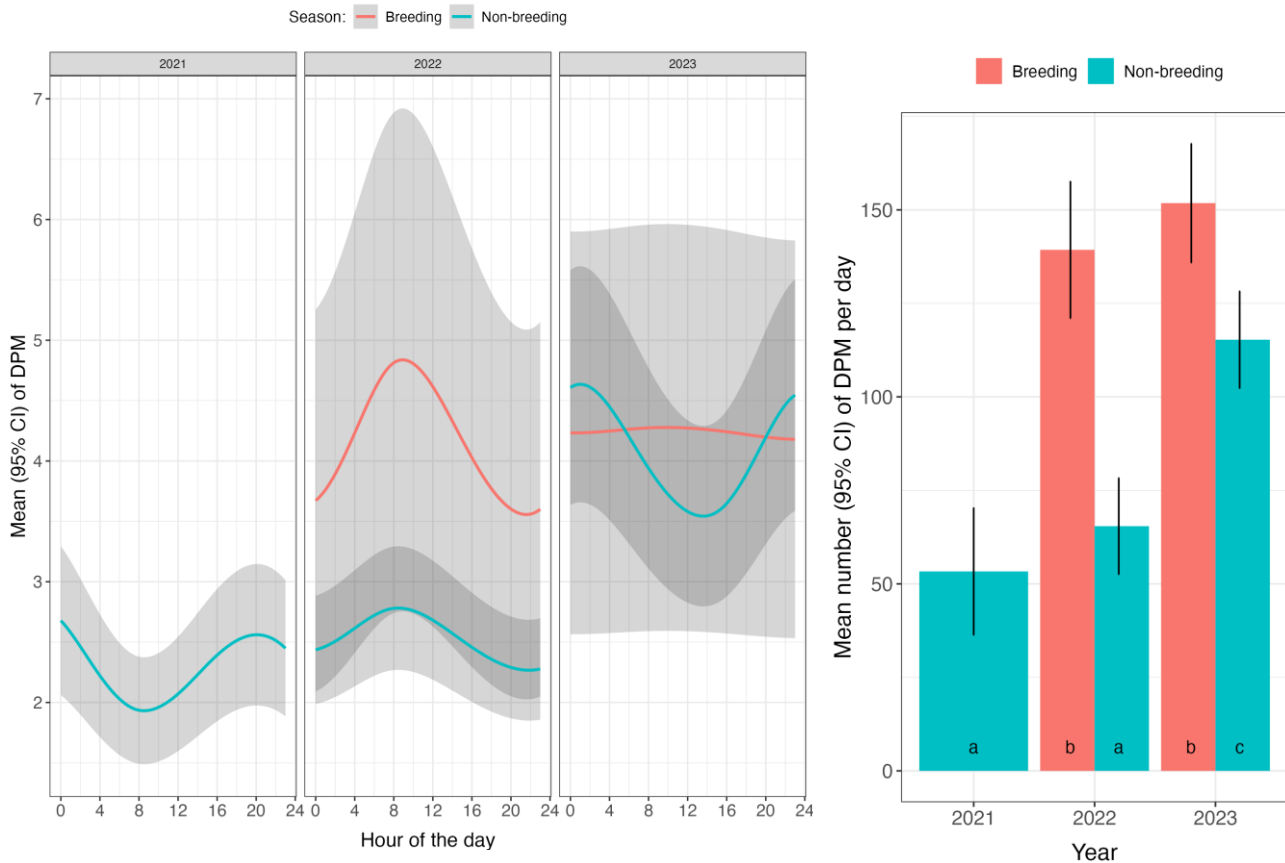 Season: Breeding Non-breeding
2021 2022 2023
Mean (95% CI) of DPM
7
6
5
4
3
2
0 4 8 12 16 20 24 0 4 8 12 16 20 24 0 4 8 12 16 20 24
Hour of the day
Breeding Non-breeding
Mean number (95% CI) of DPM per day
150
100
50
0
a b a b c
2021 2022 2023
Year